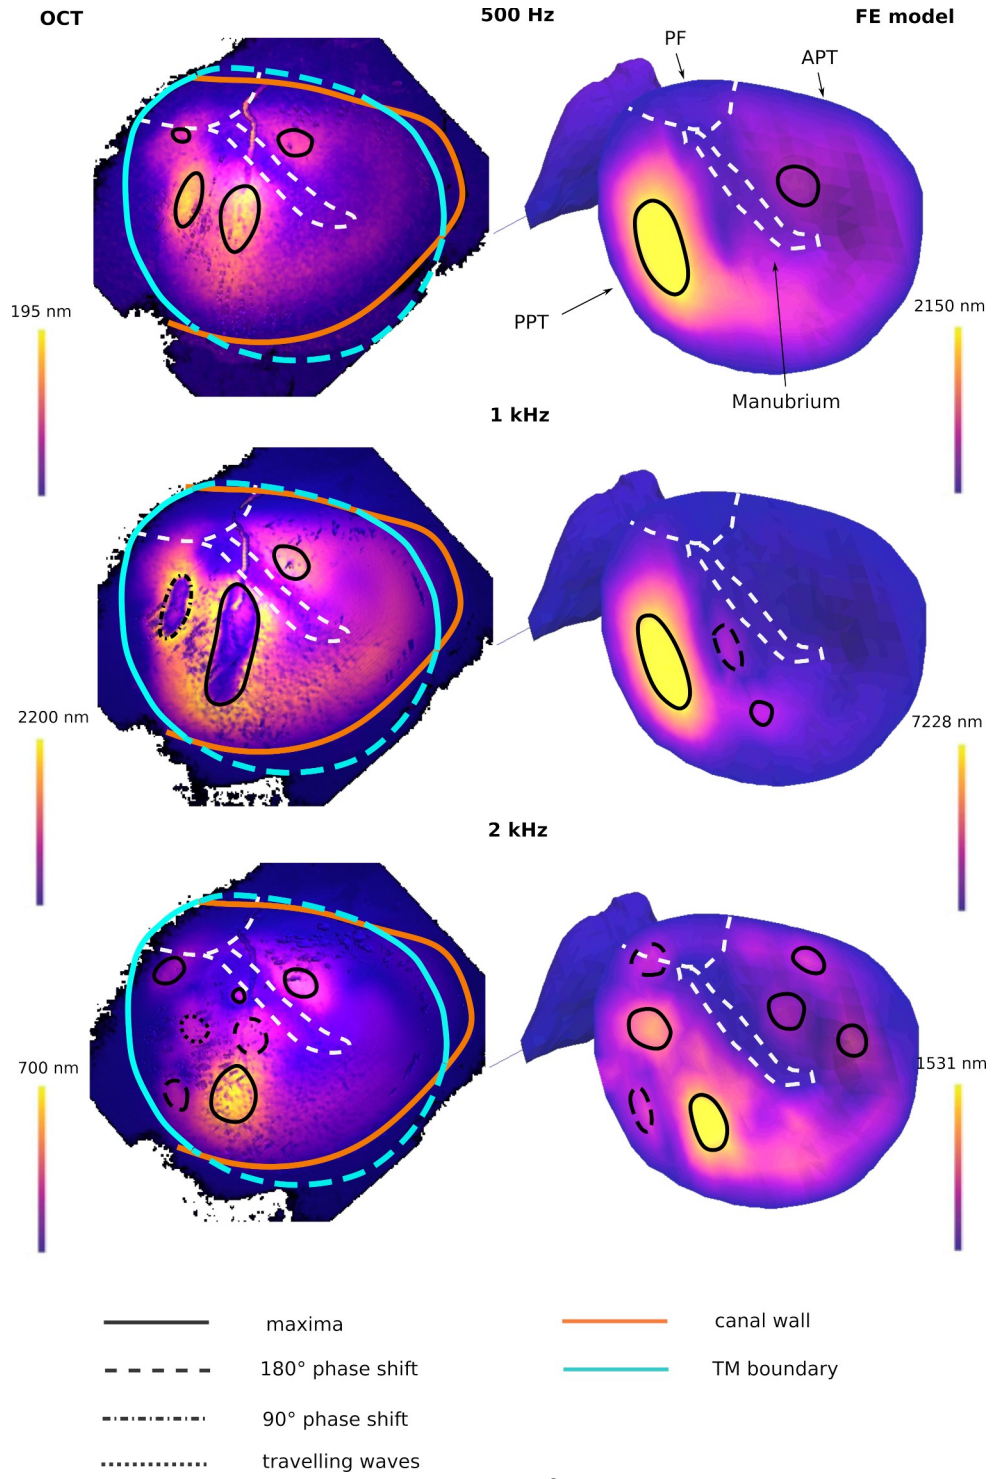 OCT 500 Hz FE model
PF
APT
195 nm
2150 nm
PPT
Manubrium
1 kHz
2200 nm
7228 nm
2 kHz
700 nm
1531 nm
maxima
canal wall
180° phase shift
TM boundary
90° phase shift
travelling waves